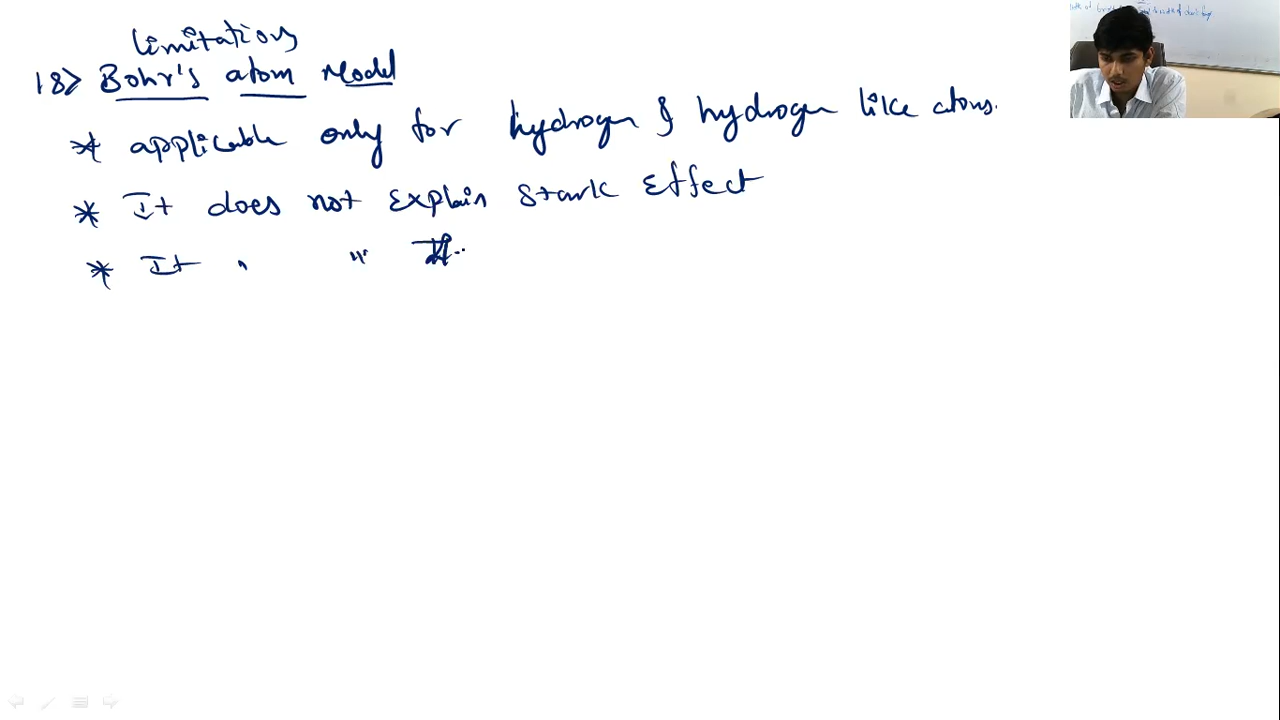 Limitations
18> Bohr's atom Model
* applicable only for hydrogen & hydrogen like atoms.
* It does not Explain Stark Effect
* It " "